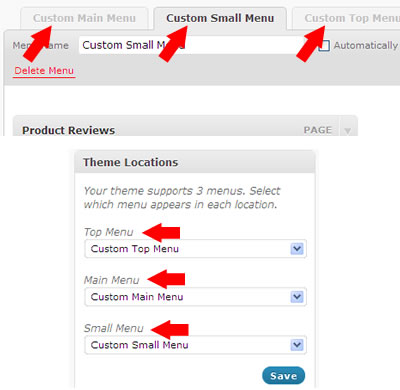 Custom Main Menu Custom Small Menu Custom Top Menu
Name Custom Small Automatically
Delete Menu
Product Reviews PAGE
Theme Locations
Your theme supports 3 menus. Select
which menu appears in each location.
Top Menu
Custom Top Menu
Main Menu
Custom Main Menu
Small Menu
Custom Small Menu
Save